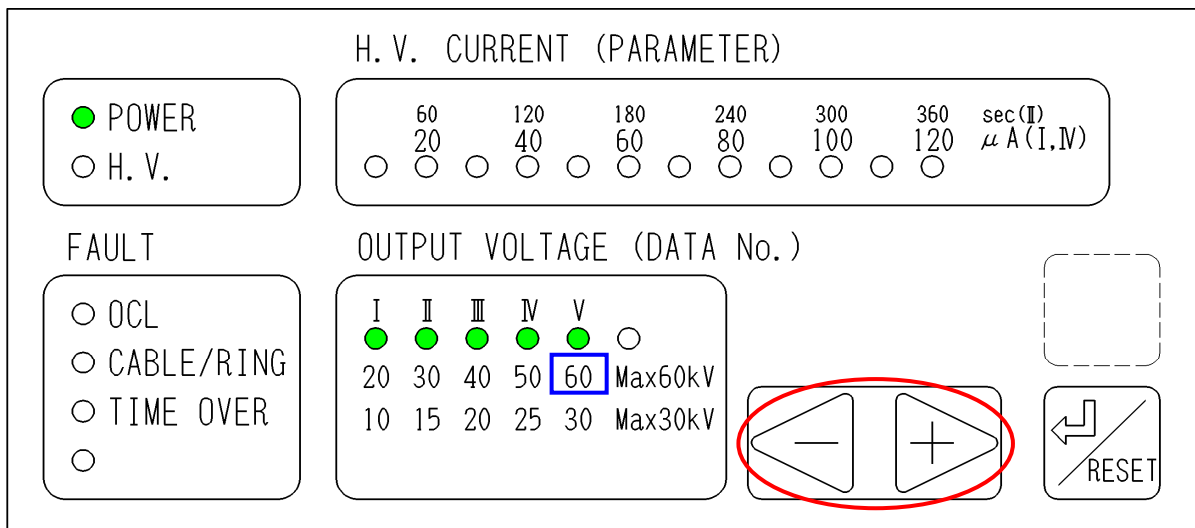 H.V. CURRENT (PARAMETER)
POWER
H.V.
60 120 180 240 300 360 sec(Ⅱ)
20 40 60 80 100 120 μA(Ⅰ,Ⅳ)
FAULT
OCL
CABLE/RING
TIME OVER
OUTPUT VOLTAGE (DATA No.)
Ⅰ Ⅱ Ⅲ Ⅳ Ⅴ
20 30 40 50 60 Max60kV
10 15 20 25 30 Max30kV
− +
RESET